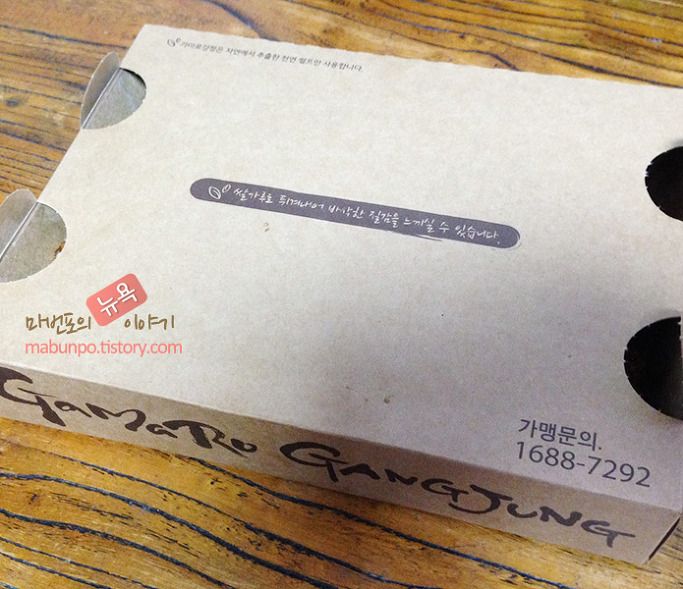 가마로강정은 자연에서 추출한 천연 펄프만 사용합니다.
쌀가루로 튀겨내어 바삭한 질감을 느끼실 수 있습니다.
마번포의 뉴욕 이야기
mabunpo.tistory.com
가맹문의.
1688-7292
GaMaRo GANGJUNG